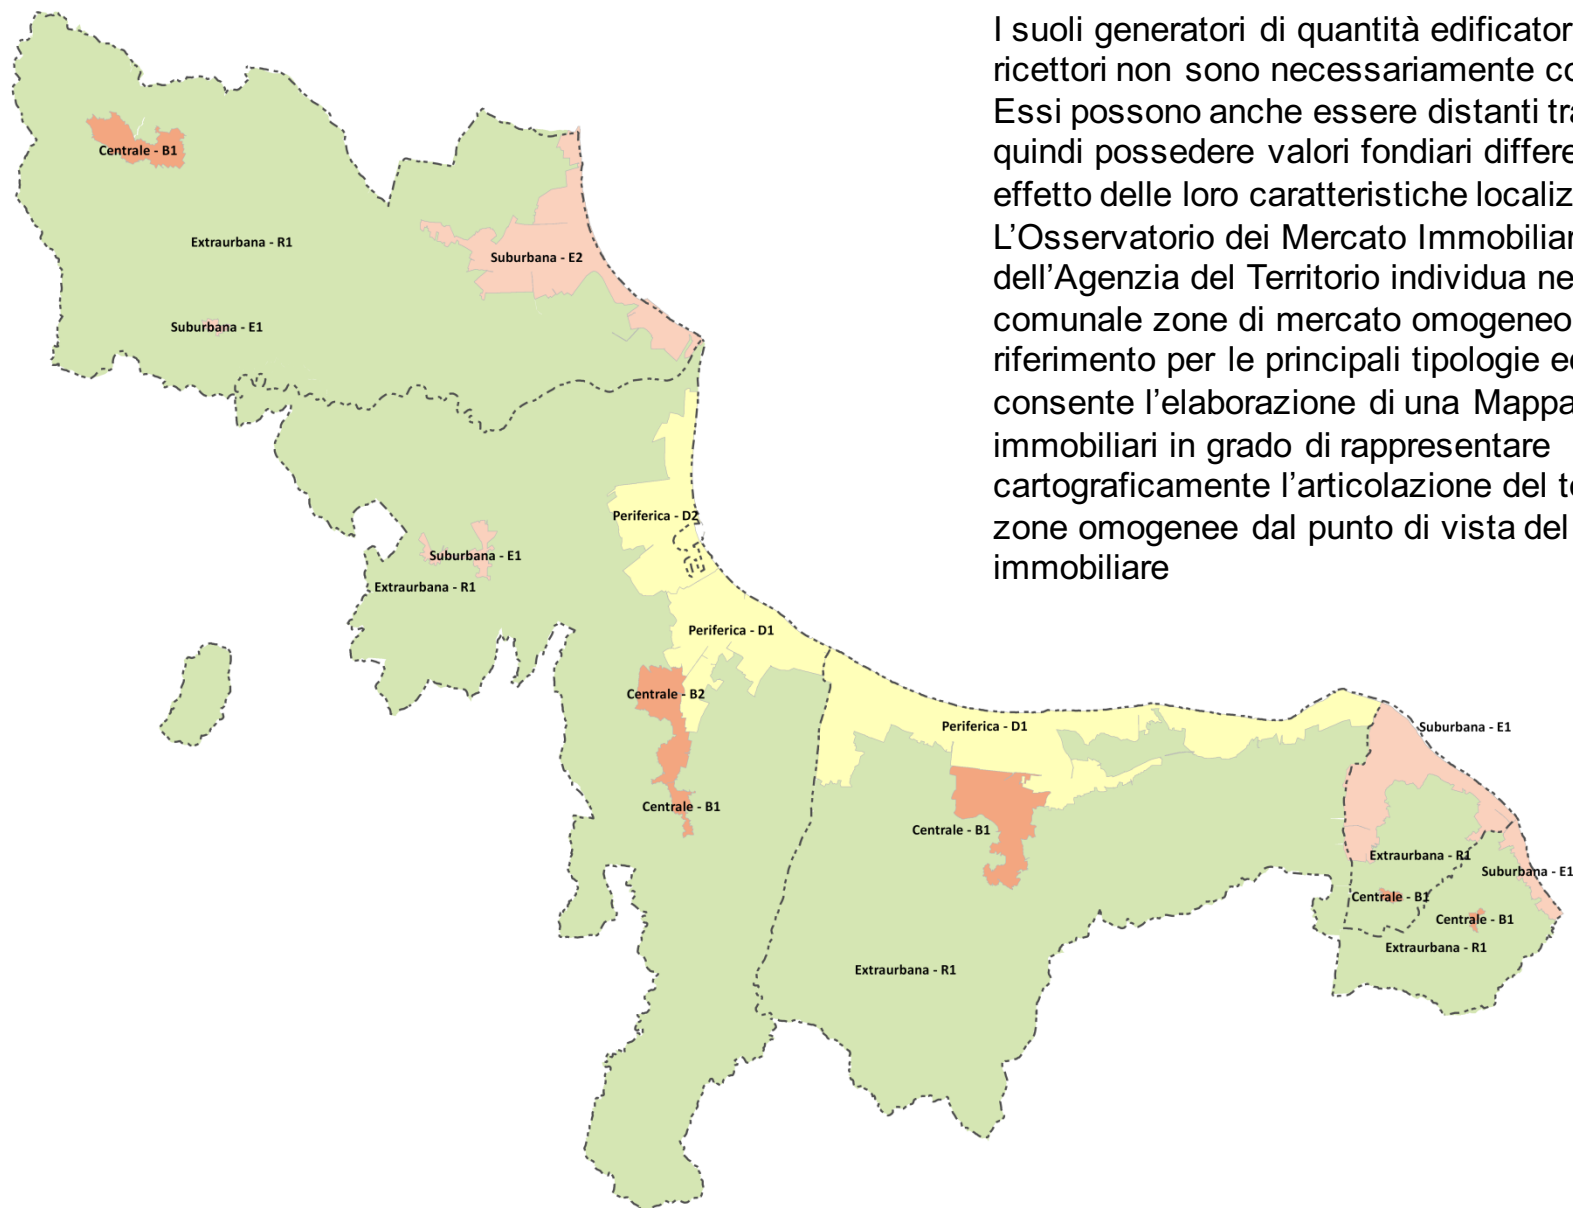 I suoli generatori di quantità edificator
ricettori non sono necessariamente co
Essi possono anche essere distanti tra
quindi possedere valori fondiari differe
effetto delle loro caratteristiche localiz
L'Osservatorio dei Mercato Immobiliar
dell'Agenzia del Territorio individua ne
comunale zone di mercato omogeneo
riferimento per le principali tipologie ec
consente l'elaborazione di una Mappa
immobiliari in grado di rappresentare
cartograficamente l'articolazione del te
zone omogenee dal punto di vista del
immobiliare
Centrale - B1
Extraurbana - R1
Suburbana - E2
Suburbana - E1
Periferica - D2
Suburbana - E1
Extraurbana - R1
Periferica - D1
Centrale - B2
Periferica - D1
Suburbana - E1
Centrale - B1
Centrale - B1
Extraurbana - R1
Suburbana - E1
Centrale - B1
Centrale - B1
Extraurbana - R1
Extraurbana - R1